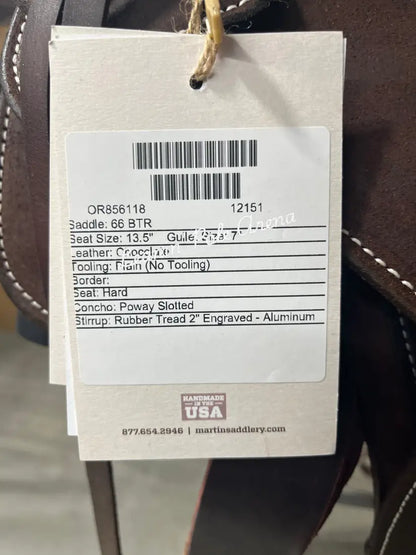 OR856118 12151
Saddle: 66 BTR
Seat Size: 13.5" Gullet Size: 7
Leather: Chocolate
Tooling: Plain (No Tooling)
Border:
Seat: Hard
Concho: Poway Slotted
Stirrup: Rubber Tread 2" Engraved - Aluminum
HANDMADE
IN THE
USA
877.654.2946 | martinsaddlery.com